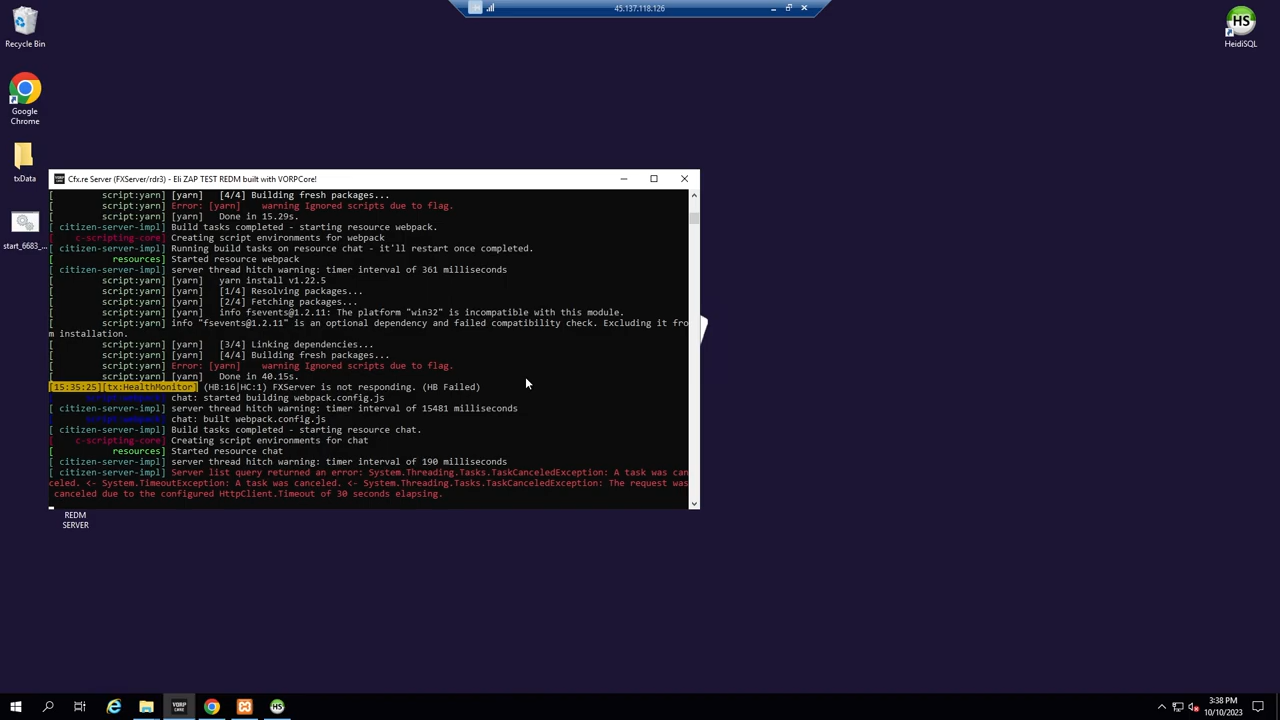 45.137.118.126
Recycle Bin
HS
HeidiSQL
Google
Chrome
txData
start_6683_...
Cfx.re Server (FXServer/rdr3) - Eli ZAP TEST REDM built with VORPCore!
[         script:yarn] [yarn]   [4/4] Building fresh packages...
[         script:yarn] Error: [yarn]    warning Ignored scripts due to flag.
[         script:yarn] [yarn]   Done in 15.29s.
[ citizen-server-impl] Build tasks completed - starting resource webpack.
[    c-scripting-core] Creating script environments for webpack
[ citizen-server-impl] Running build tasks on resource chat - it'll restart once completed.
[           resources] Started resource webpack
[ citizen-server-impl] server thread hitch warning: timer interval of 361 milliseconds
[         script:yarn] [yarn]   yarn install v1.22.5
[         script:yarn] [yarn]   [1/4] Resolving packages...
[         script:yarn] [yarn]   [2/4] Fetching packages...
[         script:yarn] [yarn]   info fsevents@1.2.11: The platform "win32" is incompatible with this module.
[         script:yarn] info "fsevents@1.2.11" is an optional dependency and failed compatibility check. Excluding it fro
m installation.
[         script:yarn] [yarn]   [3/4] Linking dependencies...
[         script:yarn] [yarn]   [4/4] Building fresh packages...
[         script:yarn] Error: [yarn]    warning Ignored scripts due to flag.
[         script:yarn] [yarn]   Done in 40.15s.
[15:35:25][tx:HealthMonitor] (HB:16|HC:1) FXServer is not responding. (HB Failed)
[      script:webpack] chat: started building webpack.config.js
[ citizen-server-impl] server thread hitch warning: timer interval of 15481 milliseconds
[      script:webpack] chat: built webpack.config.js
[ citizen-server-impl] Build tasks completed - starting resource chat.
[    c-scripting-core] Creating script environments for chat
[           resources] Started resource chat
[ citizen-server-impl] server thread hitch warning: timer interval of 190 milliseconds
[ citizen-server-impl] Server list query returned an error: System.Threading.Tasks.TaskCanceledException: A task was can
celed. <- System.TimeoutException: A task was canceled. <- System.Threading.Tasks.TaskCanceledException: The request was
canceled due to the configured HttpClient.Timeout of 30 seconds elapsing.
REDM
SERVER
VORP
CORE
HS
3:38 PM
10/10/2023